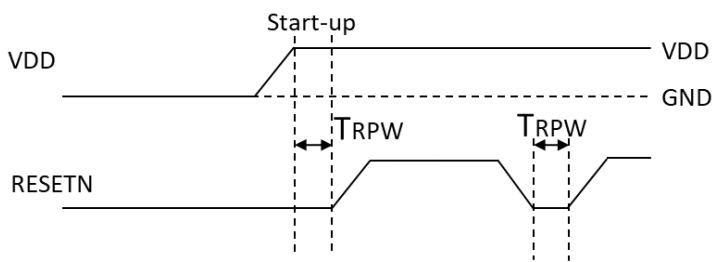 Start-up
VDD
VDD
GND
TRPW
TRPW
RESETN